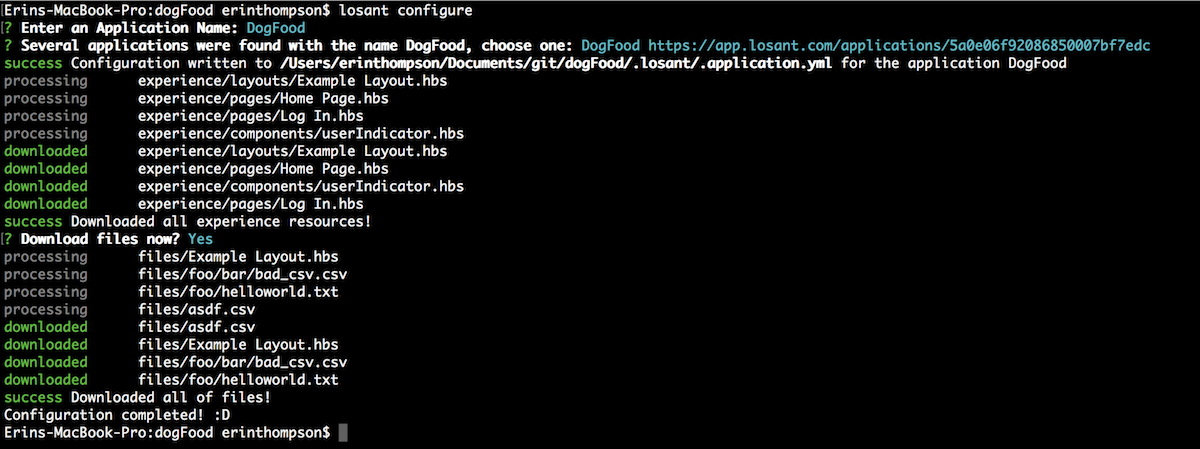 [Erins-MacBook-Pro:dogFood erinthompson$ losant configure
[? Enter an Application Name: DogFood
? Several applications were found with the name DogFood, choose one: DogFood https://app.losant.com/applications/5a0e06f92086850007bf7edc
success Configuration written to /Users/erinthompson/Documents/git/dogFood/.losant/.application.yml for the application DogFood
processing experience/layouts/Example Layout.hbs
processing experience/pages/Home Page.hbs
processing experience/pages/Log In.hbs
processing experience/components/userIndicator.hbs
downloaded experience/layouts/Example Layout.hbs
downloaded experience/pages/Home Page.hbs
downloaded experience/components/userIndicator.hbs
downloaded experience/pages/Log In.hbs
success Downloaded all experience resources!
[? Download files now? Yes
processing files/Example Layout.hbs
processing files/foo/bar/bad_csv.csv
processing files/foo/helloworld.txt
processing files/asdf.csv
downloaded files/asdf.csv
downloaded files/Example Layout.hbs
downloaded files/foo/bar/bad_csv.csv
downloaded files/foo/helloworld.txt
success Downloaded all of files!
Configuration completed! :D
Erins-MacBook-Pro:dogFood erinthompson$